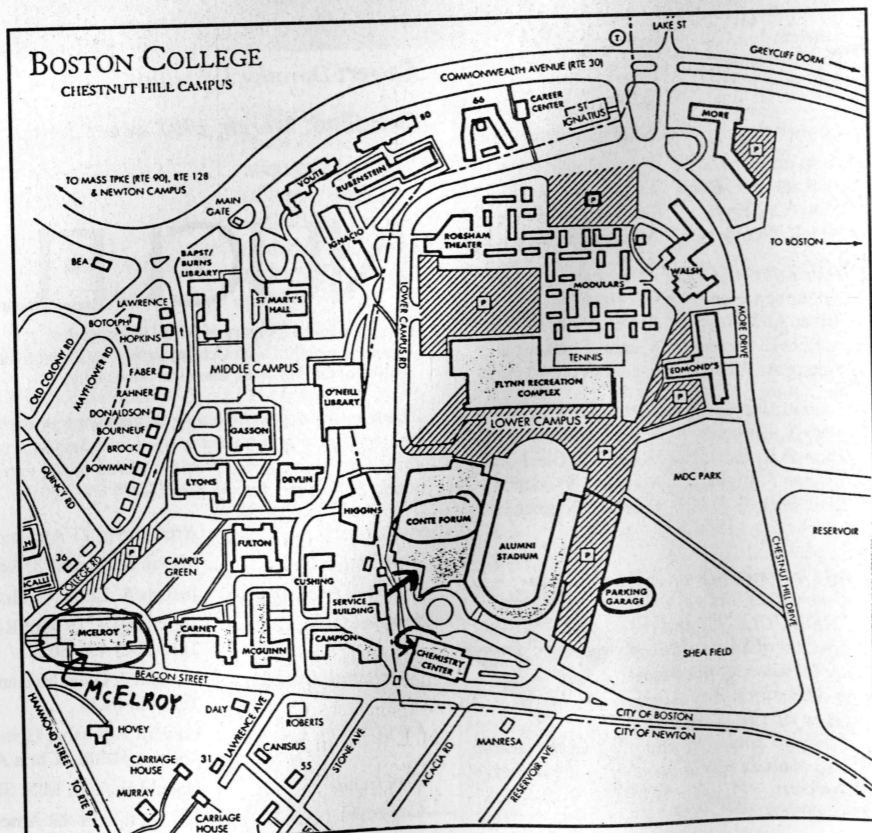 BOSTON COLLEGE
CHESTNUT HILL CAMPUS
LAKE ST
T
GREYCLIFF DORM
COMMONWEALTH AVENUE (RTE 30)
TO MASS TPKE (RTE 90), RTE 128
& NEWTON CAMPUS
MAIN
GATE
VOUTE
RUBENSTEIN
80
66
CAREER
CENTER
ST
IGNATIUS
MORE
P
P
TO BOSTON
BEA
BAPST/
BURNS
LIBRARY
ST MARY'S
HALL
IGNACIO
ROBSHAM
THEATER
MODULARS
WALSH
P
LOWER CAMPUS RD
MORE DRIVE
LAWRENCE
BOTOLPH
HOPKINS
FABER
RAHNER
DONALDSON
BOURNEUF
BROCK
BOWMAN
OLD COLONY RD
MAYFLOWER RD
QUINCY RD
MIDDLE CAMPUS
O'NEILL
LIBRARY
TENNIS
FLYNN RECREATION
COMPLEX
EDMOND'S
P
LOWER CAMPUS
P
GASSON
LYONS
DEVLIN
HIGGINS
CONTE FORUM
ALUMNI
STADIUM
MDC PARK
RESERVOIR
CHESTNUT HILL DRIVE
36
COLLEGE RD
P
CAMPUS
GREEN
FULTON
CUSHING
SERVICE
BUILDING
P
PARKING
GARAGE
MCELROY
CARNEY
MCGUINN
CAMPION
CHEMISTRY
CENTER
SHEA FIELD
BEACON STREET
McELROY
HAMMOND STREET
TO RTE 9
HOVEY
DALY
LAWRENCE AVE
ROBERTS
STONE AVE
CANISIUS
ACACIA RD
MANRESA
RESERVOIR AVE
CITY OF BOSTON
CITY OF NEWTON
CARRIAGE
HOUSE
31
55
MURRAY
CARRIAGE
HOUSE